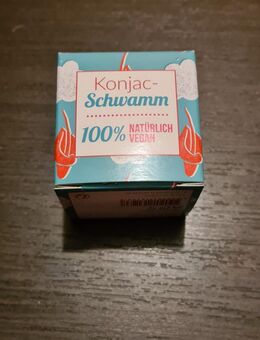 Konjac-
Schwamm
100% NATÜRLICH
VEGAN